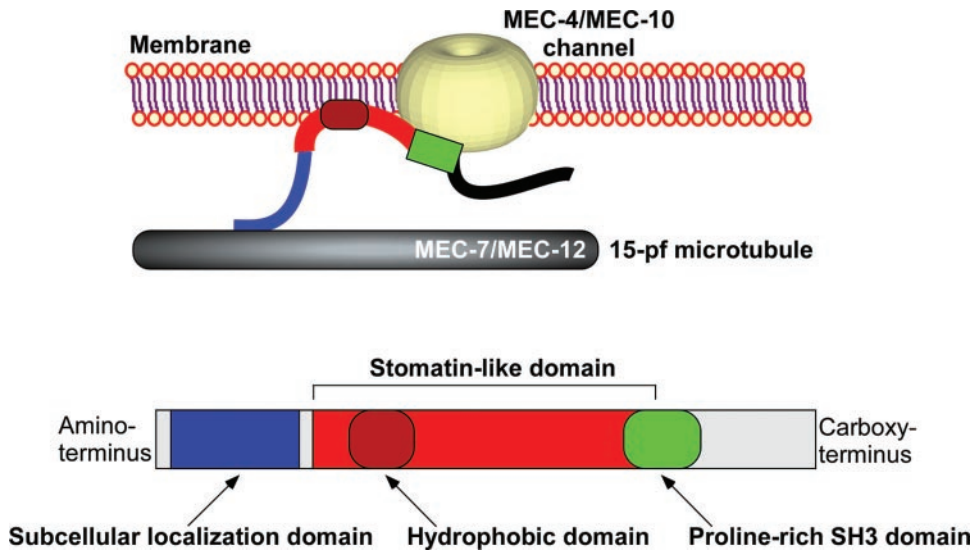 MEC-4/MEC-10
channel
Membrane
MEC-7/MEC-12
15-pf microtubule
Stomatin-like domain
Amino-
terminus
Carboxy-
terminus
Subcellular localization domain
Hydrophobic domain
Proline-rich SH3 domain